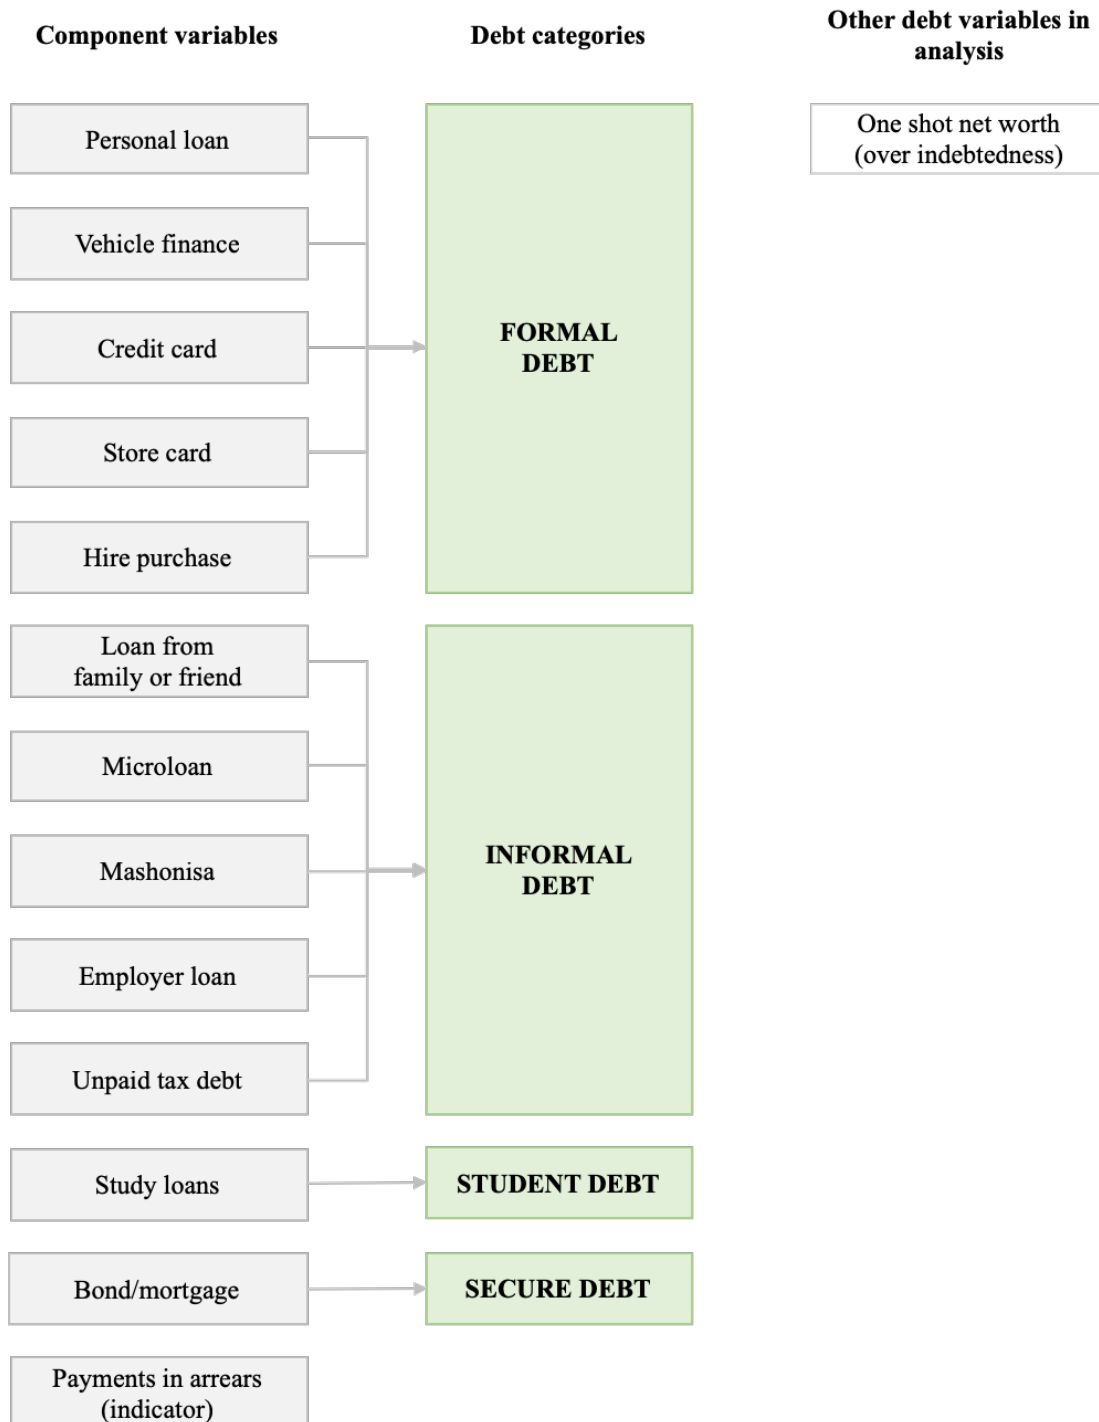 Component variables
Debt categories
Other debt variables in
analysis
Personal loan
Vehicle finance
Credit card
Store card
Hire purchase
FORMAL
DEBT
One shot net worth
(over indebtedness)
Loan from
family or friend
Microloan
Mashonisa
Employer loan
Unpaid tax debt
INFORMAL
DEBT
Study loans
STUDENT DEBT
Bond/mortgage
SECURE DEBT
Payments in arrears
(indicator)